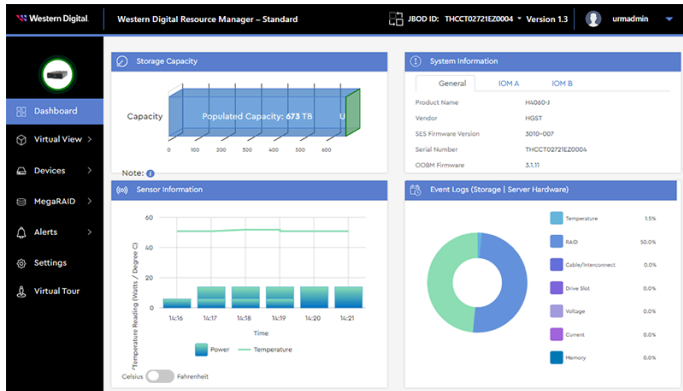 Western Digital.
Western Digital Resource Manager – Standard
JBOD ID: THCCT02721EZ0004 Version 1.3
urmadmin
Dashboard
Virtual View
Devices
MegaRAID
Alerts
Settings
Virtual Tour
Storage Capacity
Capacity
Populated Capacity: 673 TB
U
0 100 200 300 400 500 600
Note:
System Information
General IOM A IOM B
Product Name H4060-J
Vendor HGST
SES Firmware Version 3010-007
Serial Number THCCT02721EZ0004
OOBM Firmware 3.1.11
Sensor Information
Temperature Reading (Watts / Degree C)
60
40
20
0
14:16 14:17 14:18 14:19 14:20 14:21
Time
Power Temperature
Celsius Fahrenheit
Event Logs (Storage | Server Hardware)
Temperature 1.5%
RAID 50.0%
Cable/Interconnect 0.0%
Drive Slot 0.0%
Voltage 0.0%
Current 0.0%
Memory 0.0%